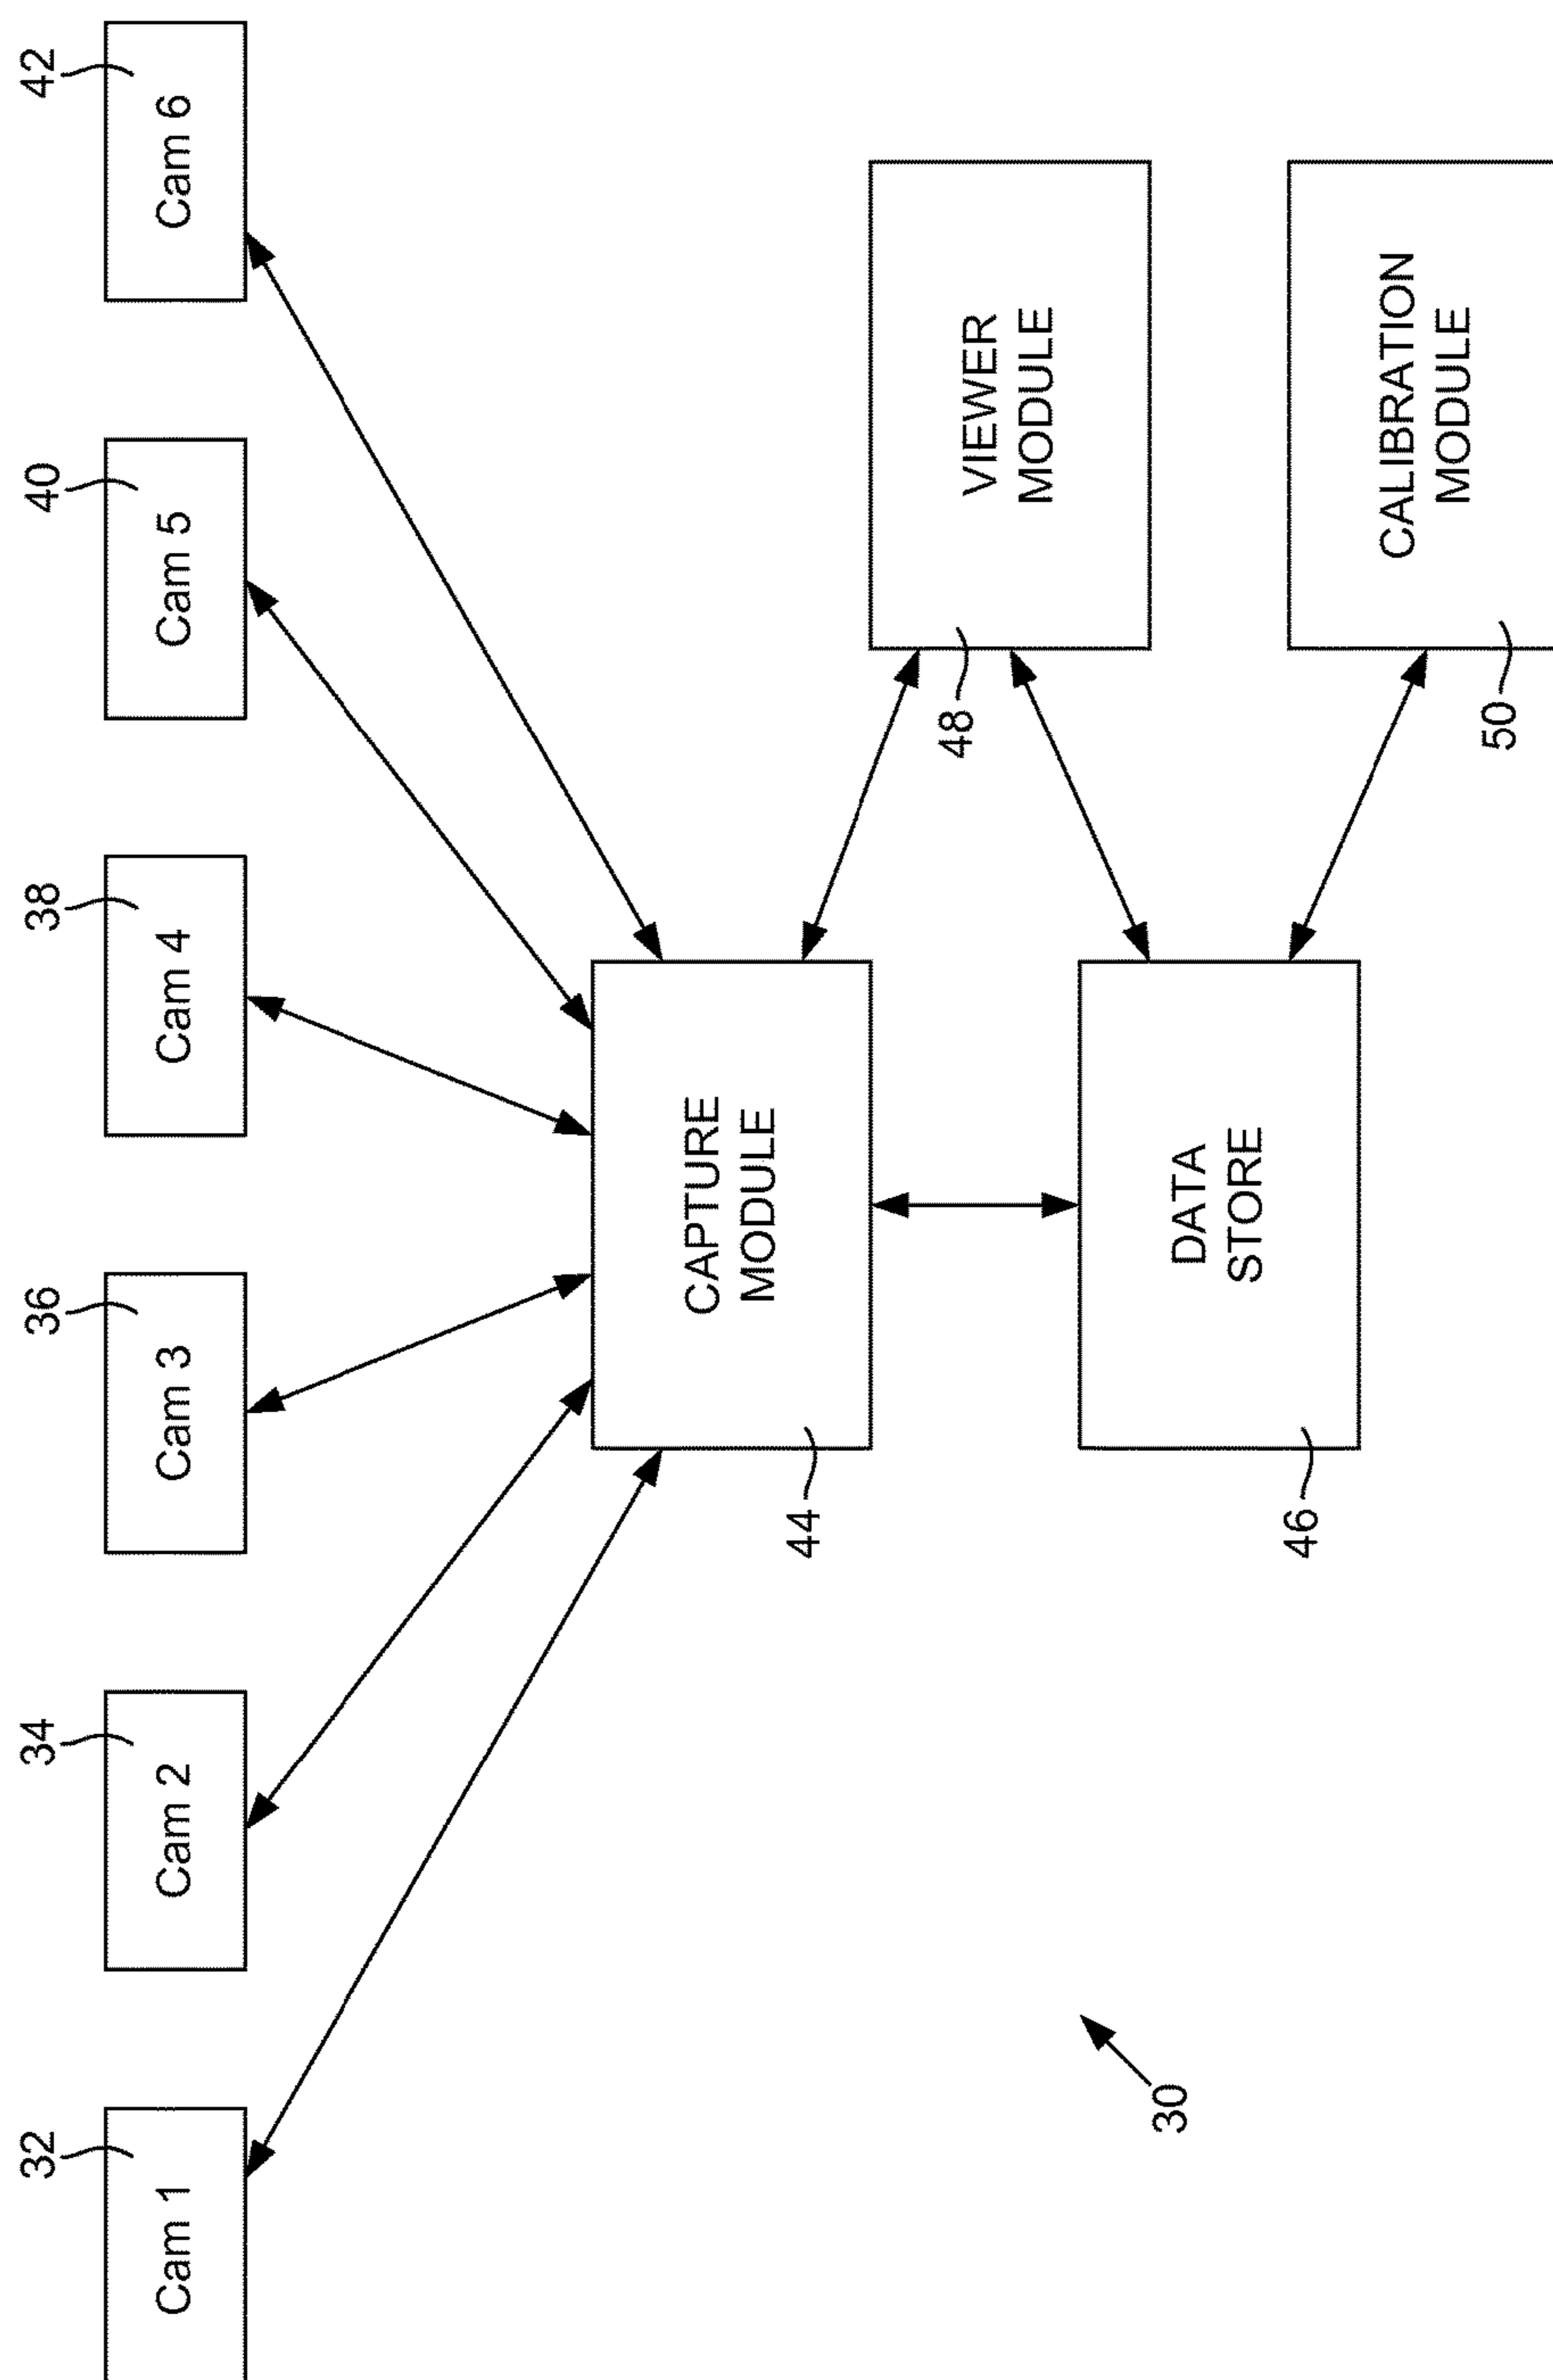 32
34
36
38
40
42
Cam 1
Cam 2
Cam 3
Cam 4
Cam 5
Cam 6
CAPTURE
MODULE
44
VIEWER
MODULE
48
DATA
STORE
46
CALIBRATION
MODULE
50
30